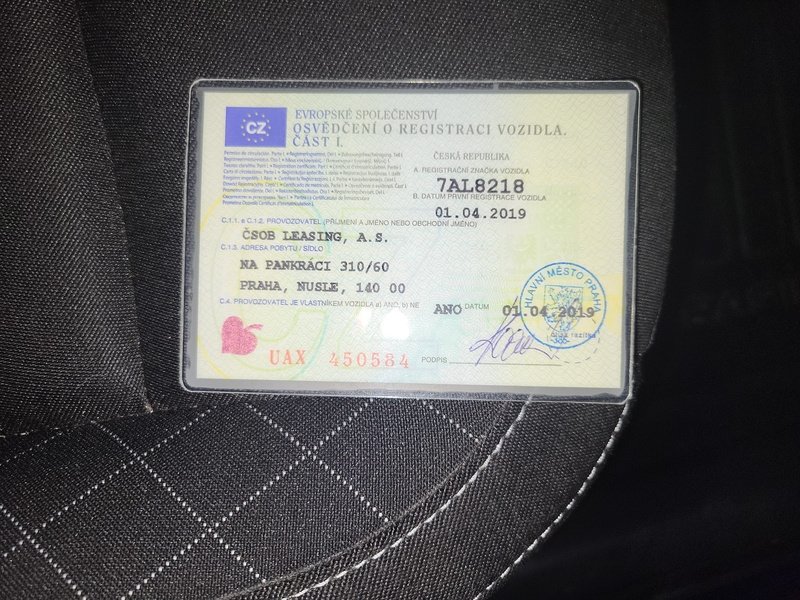 CZ
EVROPSKÉ SPOLEČENSTVÍ
OSVĚDČENÍ O REGISTRACI VOZIDLA.
ČÁST I.
ČESKÁ REPUBLIKA
A. REGISTRAČNÍ ZNAČKA VOZIDLA
7AL8218
B. DATUM PRVNÍ REGISTRACE VOZIDLA
01.04.2019
C.1.1. a C.1.2. PROVOZOVATEL (PŘÍJMENÍ A JMÉNO NEBO OBCHODNÍ JMÉNO)
ČSOB LEASING, A.S.
C.1.3. ADRESA POBYTU / SÍDLO
NA PANKRÁCI 310/60
PRAHA, NUSLE, 140 00
C.4. PROVOZOVATEL JE VLASTNÍKEM VOZIDLA a) ANO, b) NE
ANO DATUM 01.04.2019
HLAVNÍ MĚSTO PRAHA
UAX 450584
PODPIS